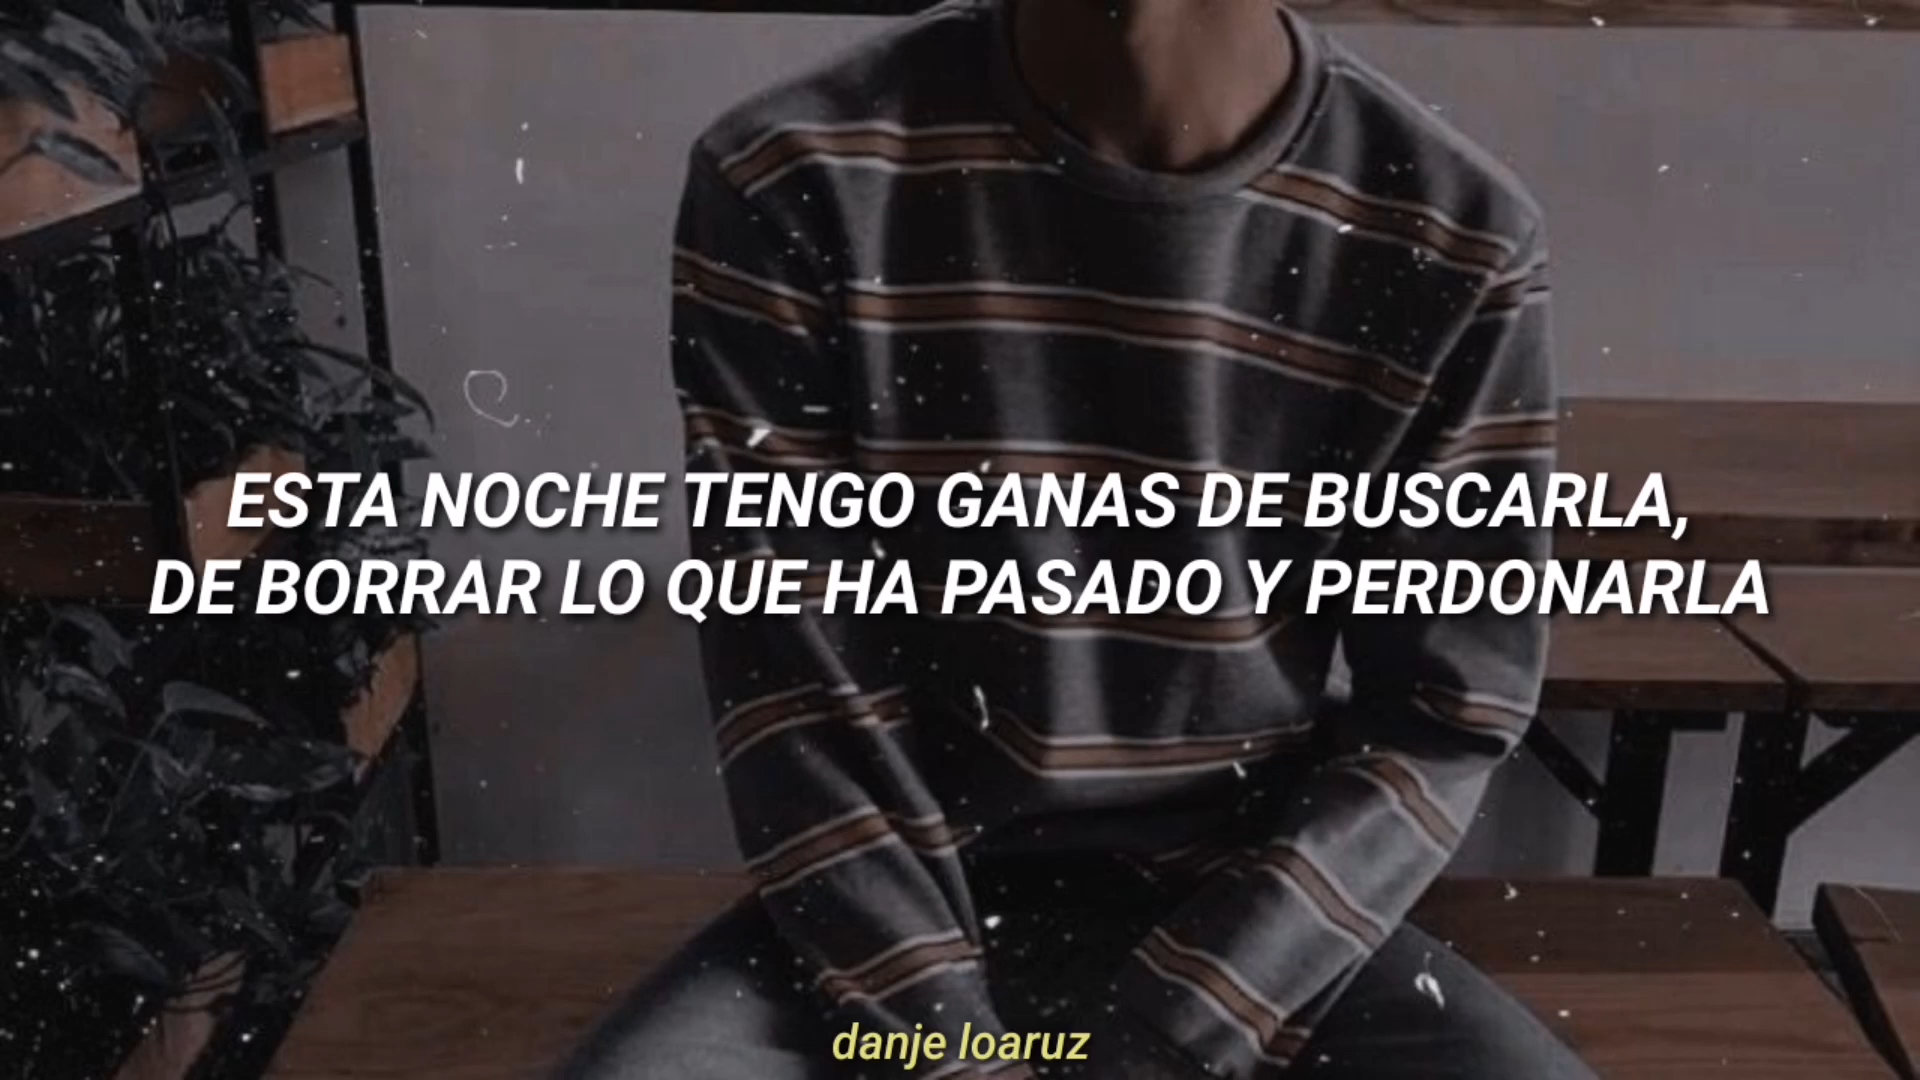 ESTA NOCHE TENGO GANAS DE BUSCARLA,
DE BORRAR LO QUE HA PASADO Y PERDONARLA
danje loaruz